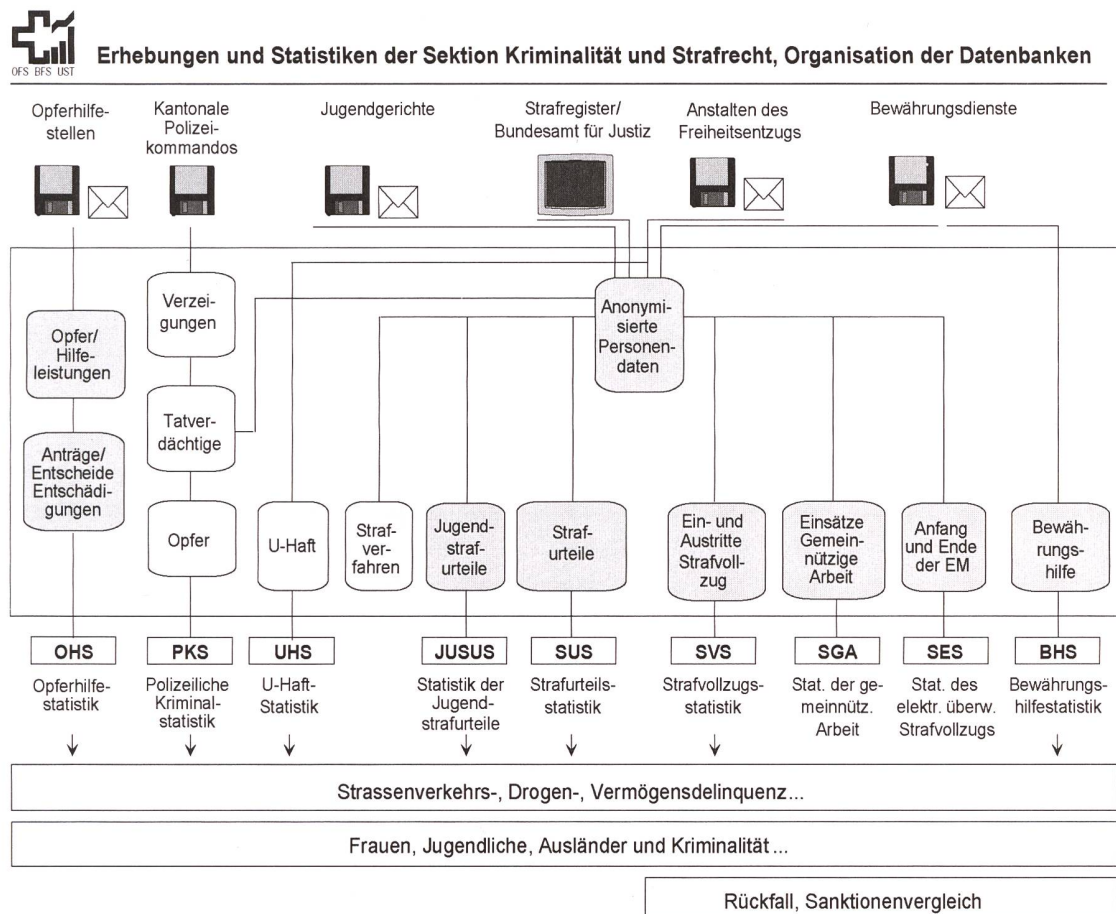 OFS BFS UST
Erhebungen und Statistiken der Sektion Kriminalität und Strafrecht, Organisation der Datenbanken
Opferhilfe-
stellen
Kantonale
Polizei-
kommandos
Jugendgerichte
Strafregister/
Bundesamt für Justiz
Anstalten des
Freiheitsentzugs
Bewährungsdienste
Opfer/
Hilfe-
leistungen
Anträge/
Entscheide
Entschädi-
gungen
Verzei-
gungen
Tatver-
dächtige
Opfer
Anonymi-
sierte
Personen-
daten
U-Haft
Straf-
ver-
fahren
Jugend-
straf-
urteile
Straf-
urteile
Ein- und
Austritte
Strafvoll-
zug
Einsätze
Gemein-
nützige
Arbeit
Anfang
und Ende
der EM
Bewäh-
rungs-
hilfe
OHS
Opferhilfe-
statistik
PKS
Polizeiliche
Kriminal-
statistik
UHS
U-Haft-
Statistik
JUSUS
Statistik der
Jugend-
strafurteile
SUS
Strafurteils-
statistik
SVS
Strafvollzugs-
statistik
SGA
Stat. der ge-
meinnütz.
Arbeit
SES
Stat. des
elektr. überw.
Strafvollzugs
BHS
Bewährungs-
hilfestatistik
Strassenverkehrs-, Drogen-, Vermögensdelinquenz...
Frauen, Jugendliche, Ausländer und Kriminalität ...
Rückfall, Sanktionenvergleich